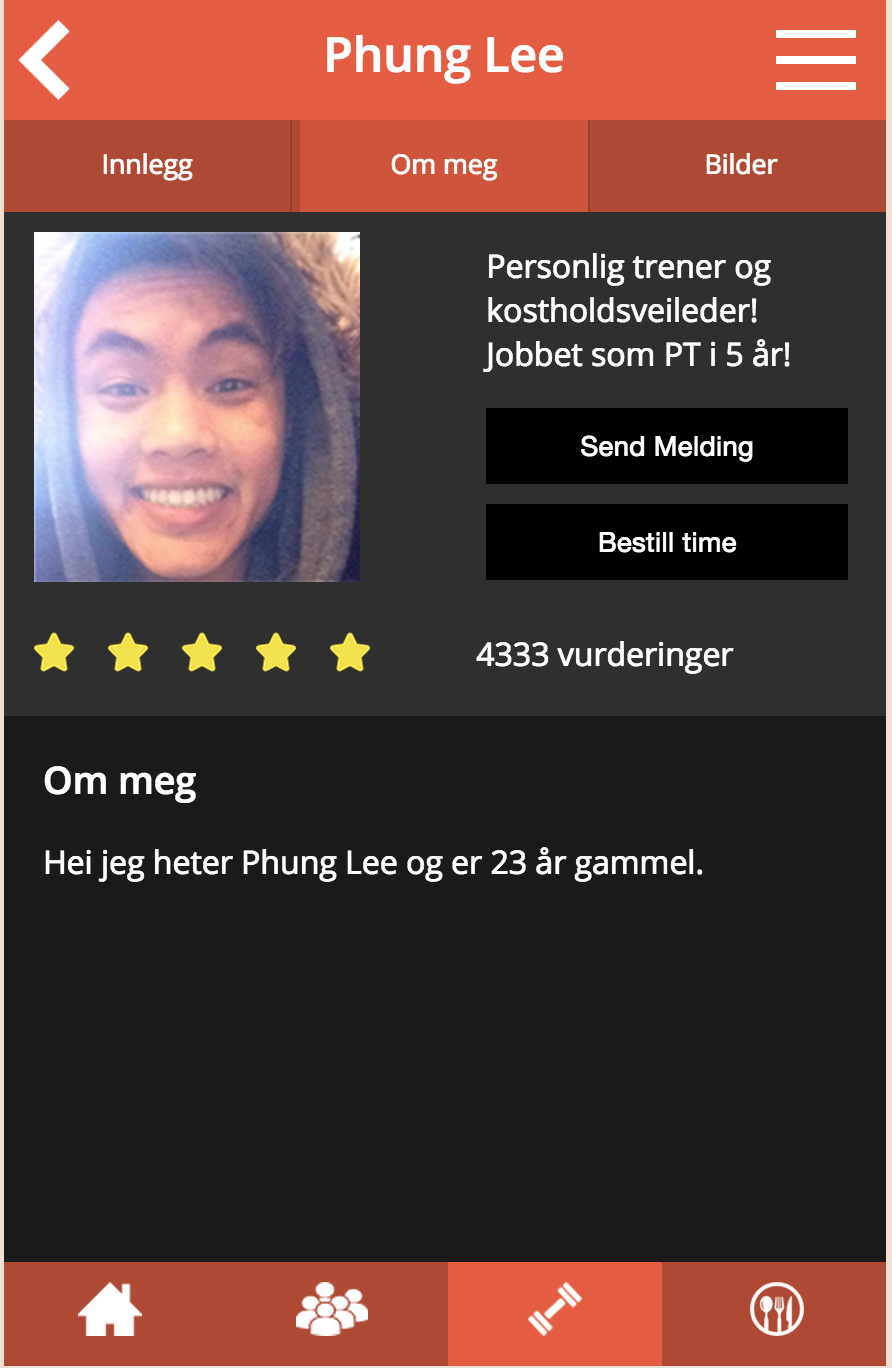 Phung Lee
Innlegg
Om meg
Bilder
Personlig trener og
kostholdsveileder!
Jobbet som PT i 5 år!
Send Melding
Bestill time
4333 vurderinger
Om meg
Hei jeg heter Phung Lee og er 23 år gammel.